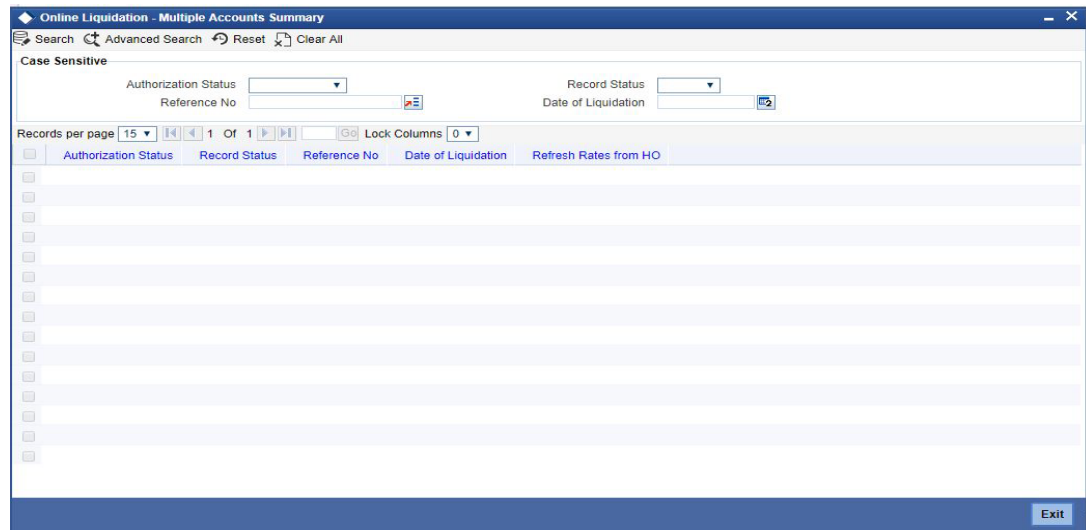 Online Liquidation - Multiple Accounts Summary
Search Advanced Search Reset Clear All
Case Sensitive
Authorization Status Record Status
Reference No Date of Liquidation
Records per page 15 1 Of 1 Go Lock Columns 0
Authorization Status Record Status Reference No Date of Liquidation Refresh Rates from HO
Exit